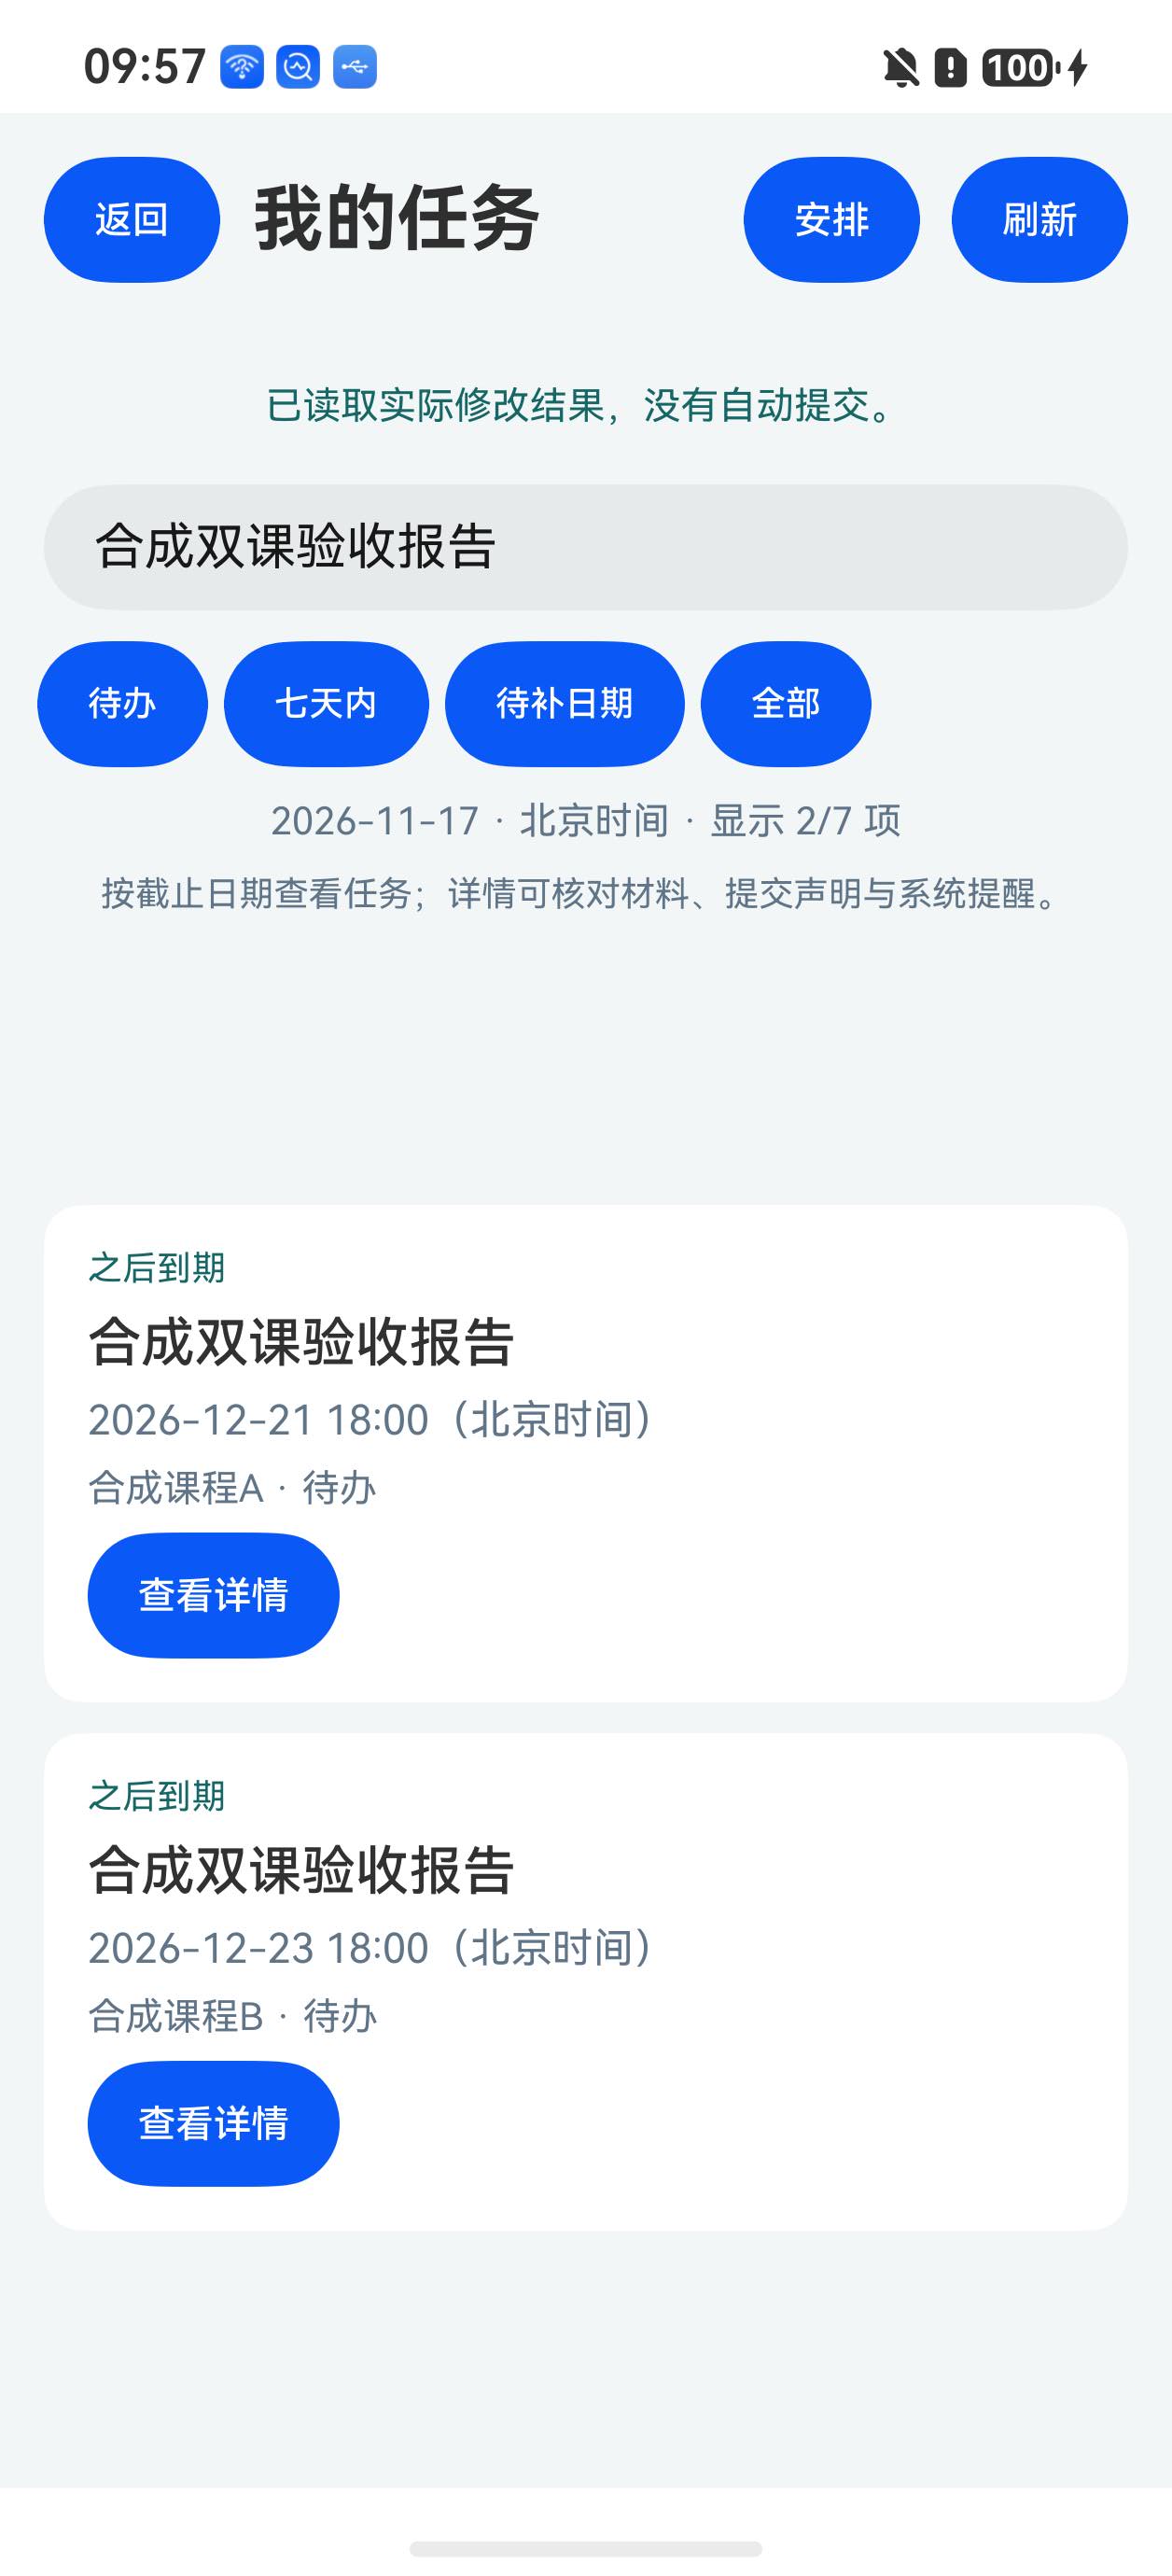 09:57 100
返回 我的任务 安排 刷新
已读取实际修改结果，没有自动提交。
合成双课验收报告
待办 七天内 待补日期 全部
2026-11-17 · 北京时间 · 显示 2/7 项
按截止日期查看任务；详情可核对材料、提交声明与系统提醒。
之后到期
合成双课验收报告
2026-12-21 18:00（北京时间）
合成课程A · 待办
查看详情
之后到期
合成双课验收报告
2026-12-23 18:00（北京时间）
合成课程B · 待办
查看详情